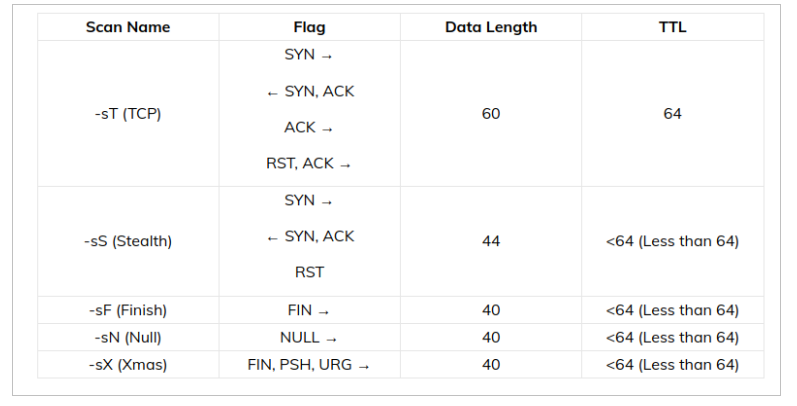 Scan Name Flag Data Length TTL
SYN →
← SYN, ACK
-sT (TCP) 60 64
ACK →
RST, ACK →
SYN →
← SYN, ACK
-sS (Stealth) 44 <64 (Less than 64)
RST
-sF (Finish) FIN → 40 <64 (Less than 64)
-sN (Null) NULL → 40 <64 (Less than 64)
-sX (Xmas) FIN, PSH, URG → 40 <64 (Less than 64)